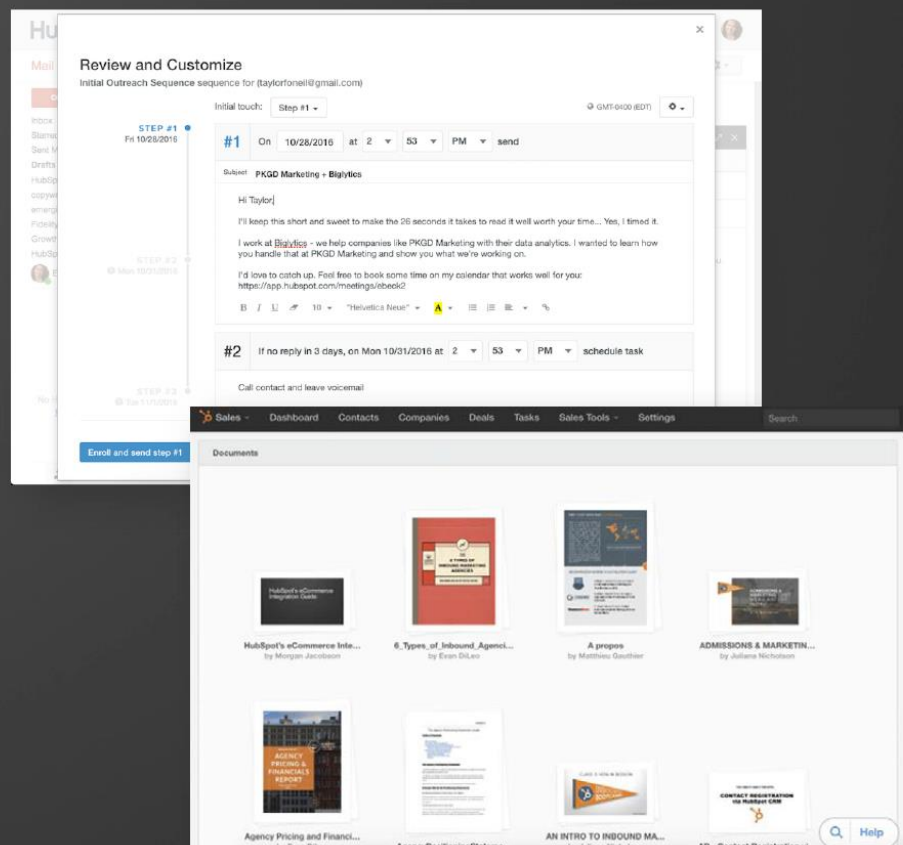 Hu
×
Mail
Review and Customize
Initial Outreach Sequence sequence for (taylorfoneil@gmail.com)
Initial touch: Step #1
GMT-0400 (EDT)
Inbox
Sent M
Drafts
HubSp
Growth
HubSp
STEP #1
Fri 10/28/2016
#1 On 10/28/2016 at 2 53 PM send
Subject PKGD Marketing + Biglytics
Hi Taylor,
I'll keep this short and sweet to make the 26 seconds it takes to read it well worth your time... Yes, I timed it.
I work at Biglytics - we help companies like PKGD Marketing with their data analytics. I wanted to learn how
you handle that at PKGD Marketing and show you what we're working on.
I'd love to catch up. Feel free to book some time on my calendar that works well for you:
https://app.hubspot.com/meetings/ebeck2
B I U 10 "Helvetica Neue" A
STEP #2
Mon 10/31/2016
#2 If no reply in 3 days, on Mon 10/31/2016 at 2 53 PM schedule task
Call contact and leave voicemail
STEP #3
Enroll and send step #1
Sales Dashboard Contacts Companies Deals Tasks Sales Tools Settings Search
Documents
HubSpot's eCommerce
Integration Guide
6 TYPES OF
INBOUND MARKETING
AGENCIES
HubSpot's eCommerce Inte...
by Morgan Jacobson
6_Types_of_Inbound_Agenci...
by Evan DiLeo
A propos
by Matthieu Gauthier
ADMISSIONS & MARKETIN...
by Juliana Nicholson
AGENCY
PRICING &
FINANCIALS
REPORT
CONTACT REGISTRATION
via HubSpot CRM
Agency Pricing and Financi...
AN INTRO TO INBOUND MA...
Help